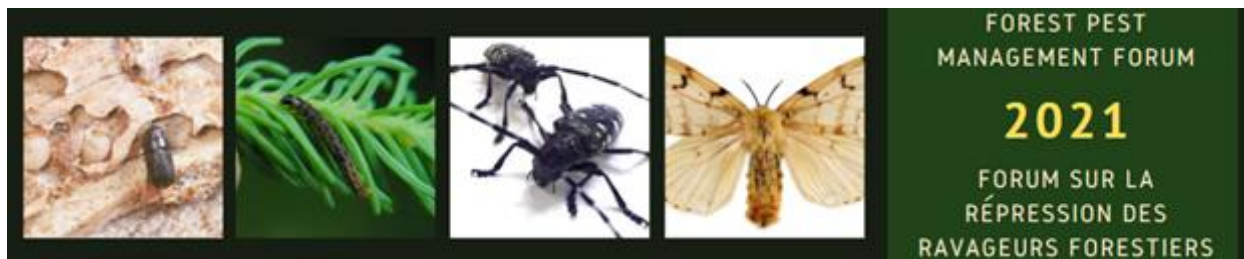 FOREST PEST
MANAGEMENT FORUM
2021
FORUM SUR LA
RÉPRESSION DES
RAVAGEURS FORESTIERS